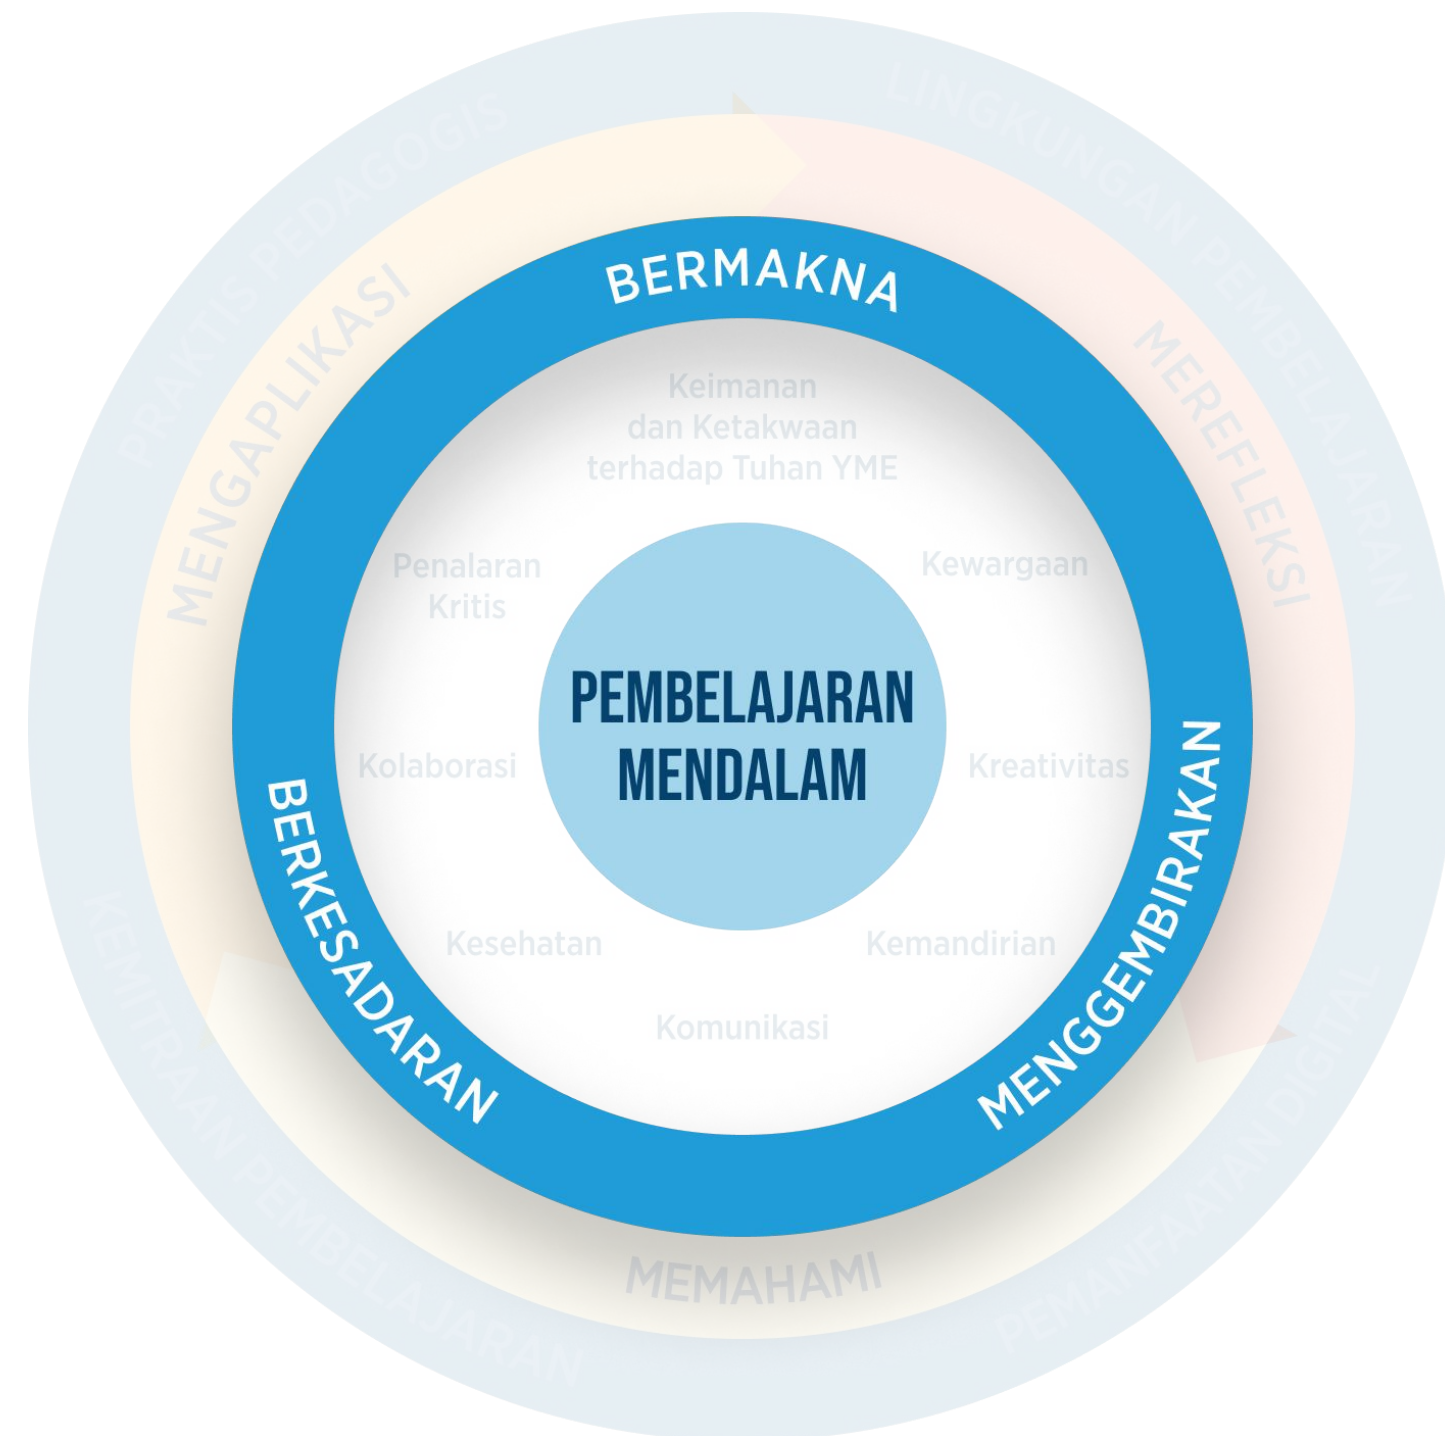 PRAKTIS PEDAGOGIS
LINGKUNGAN PEMBELAJARAN
MENGAPLIKASI
MEREFLEKSI
BERMAKNA
Keimanan
dan Ketakwaan
terhadap Tuhan YME
Penalaran
Kritis
Kewargaan
PEMBELAJARAN
MENDALAM
Kolaborasi
Kreativitas
BERKESADARAN
MENGGEMBIRAKAN
Kesehatan
Kemandirian
Komunikasi
MEMAHAMI
KEMITRAAN PEMBELAJARAN
PEMANFAATAN DIGITAL